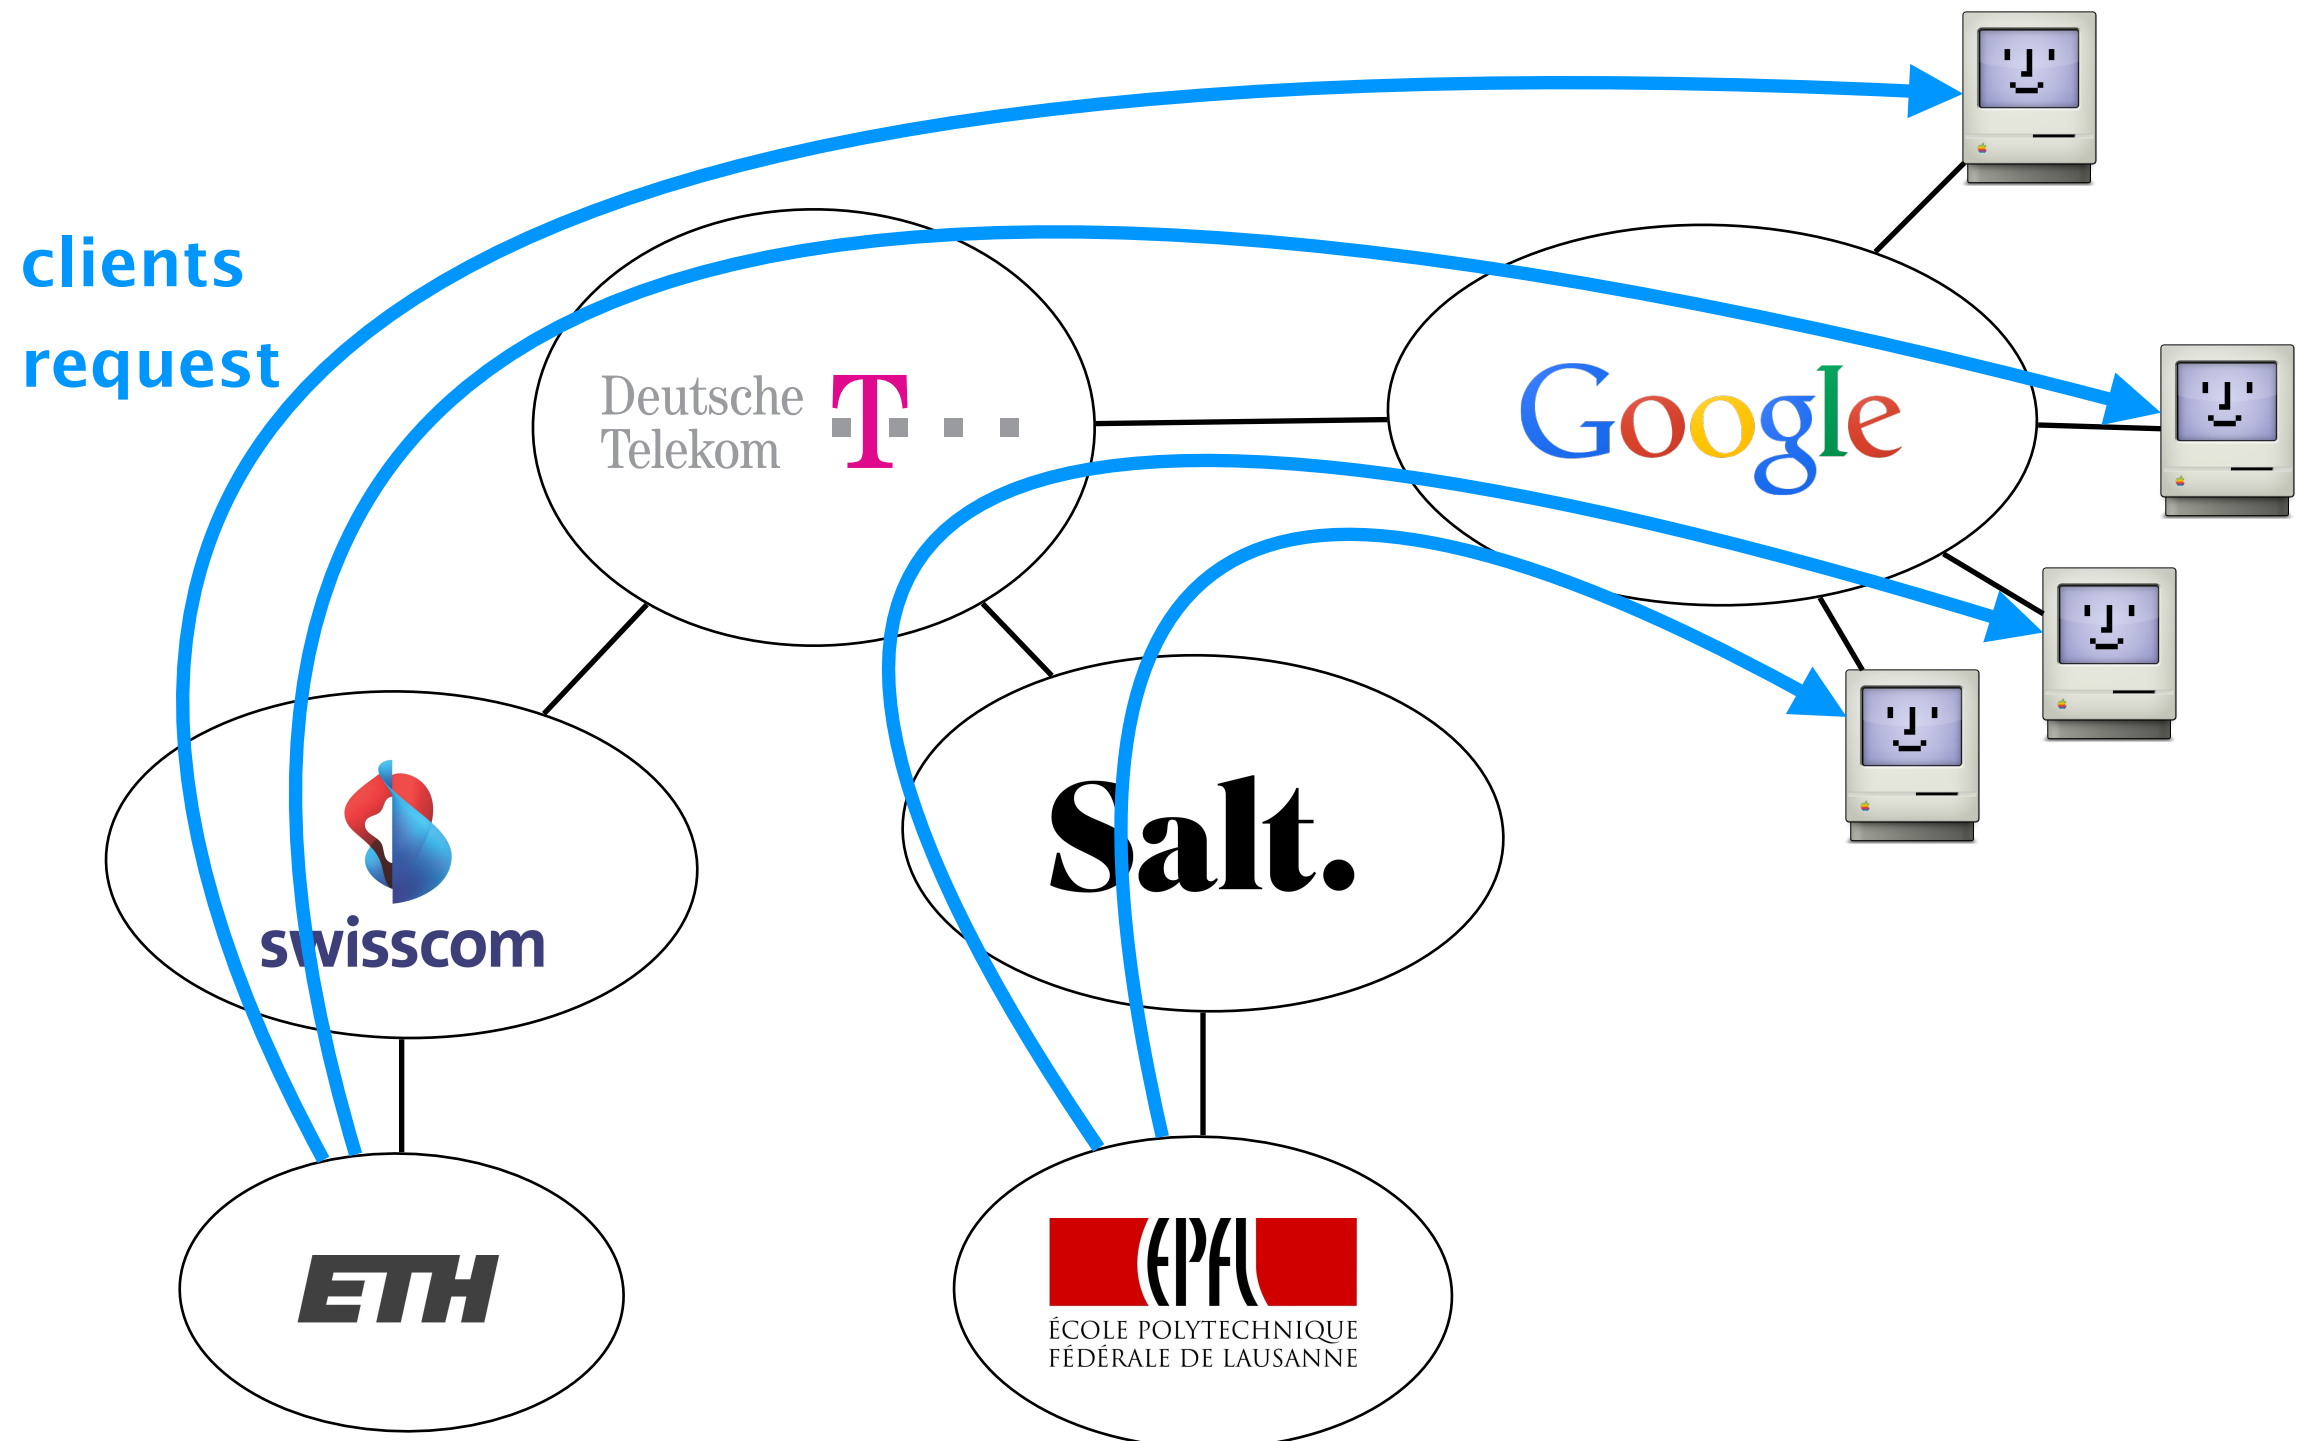 clients
request
Deutsche
Telekom
T
Google
swisscom
Salt.
ETH
EPFL
ÉCOLE POLYTECHNIQUE
FÉDÉRALE DE LAUSANNE